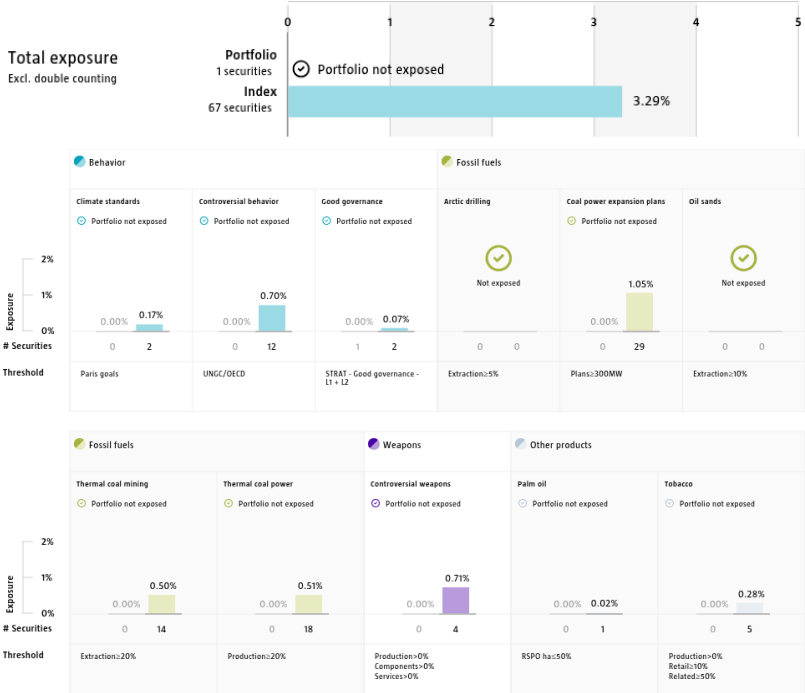 0 1 2 3 4 5
Total exposure
Excl. double counting
Portfolio
1 securities
Portfolio not exposed
Index
67 securities
3.29%
Behavior
Fossil fuels
Climate standards
Controversial behavior
Good governance
Arctic drilling
Coal power expansion plans
Oil sands
Portfolio not exposed
Portfolio not exposed
Portfolio not exposed
Portfolio not exposed
Not exposed
Not exposed
Exposure
2%
1%
0%
0.00% 0.17%
0.00% 0.70%
0.00% 0.07%
0.00% 1.05%
# Securities
0 2
0 12
1 2
0 0
0 29
0 0
Threshold
Paris goals
UNGC/OECD
STRAT - Good governance -
L1 + L2
Extraction≥5%
Plans≥300MW
Extraction≥10%
Fossil fuels
Weapons
Other products
Thermal coal mining
Thermal coal power
Controversial weapons
Palm oil
Tobacco
Portfolio not exposed
Portfolio not exposed
Portfolio not exposed
Portfolio not exposed
Portfolio not exposed
Exposure
2%
1%
0%
0.00% 0.50%
0.00% 0.51%
0.00% 0.71%
0.00% 0.02%
0.00% 0.28%
# Securities
0 14
0 18
0 4
0 1
0 5
Threshold
Extraction≥20%
Production≥20%
Production>0%
Components>0%
Services>0%
RSPO ha≤50%
Production>0%
Retail≥10%
Related≥50%